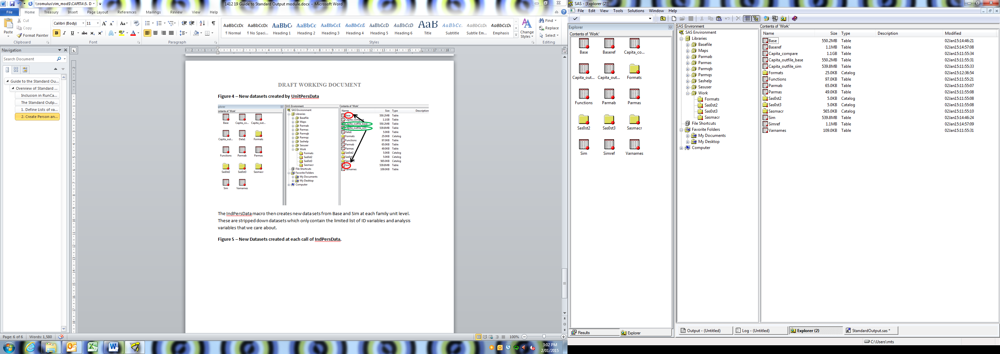 \\romulus\rim_mod$\CAPITA\5. D
1412 19 Guide to Standard Output module.docx - Microsoft Word
File Home Treasury Insert Page Layout References Mailings Review View Help
Paste
Cut
Copy
Format Painter
Clipboard
Calibri (Body) 11
Font
Paragraph
AaBbCcDc AaBbCcDc AaBbC AaBbCc AaBbCcI AaBbCcD AaBbCcD AaBbCcD AaB AaBbCc. AaBbCcDc AaBbCcDc
¶ Normal ¶ No Spaci... Heading 1 Heading 2 Heading 3 Heading 4 Heading 5 Heading 6 Title Subtitle Subtle Em... Emphasis
Styles
Change Styles
Find
Replace
Select
Editing
Navigation
Search Document
Guide to the Standard Ou...
Overview of Standard ...
Inclusion in RunCa...
The Standard Outp...
1. Define Lists of va...
2. Create Person an...
DRAFT WORKING DOCUMENT
Figure 4 – New datasets created by UnitPersData
plorer
ontents of 'Work'
Base Capita_co... Capita_out...
Capita_out... Data1 Formats
Functions Parmab Parmas
Sas0st2 Sas0st3 Sasmacr
Sim Varnames
SAS Environment
SAS Environment
Libraries
Basefile
Maps
Parmab
Parmas
Parmqb
Parmqs
Sashelp
Sasuser
Work
Formats
Sas0st2
Sas0st3
Sasmacr
File Shortcuts
Favorite Folders
My Documents
My Desktop
Computer
Contents of 'Work'
Name Size Type Description
Base 550.2MB Table
Capita_compare 1.1GB Table
Capita_outfile_base 550.2MB Table
Capita_outfile_sim 539.8MB Table
Data1 5.0KB Table
Formats 25.0KB Catalog
Functions 97.0KB Table
Parmab 65.0KB Table
Parmas 49.0KB Table
Sas0st2 5.0KB Catalog
Sas0st3 5.0KB Catalog
Sasmacr 565.0KB Catalog
Sim 539.8MB Table
Varnames 109.0KB Table
The IndPersData macro then creates new data sets from Base and Sim at each family unit level.
These are stripped down datasets which only contain the limited list of ID variables and analysis
variables that we care about.
Figure 5 – New Datasets created at each call of IndPersData.
Page: 6 of 6 Words: 1,580
100%
3:02 PM
2/01/2015
SAS - [Explorer (2)]
File Edit View Tools Solutions Window Help
Explorer
Contents of 'Work'
Base Baseref Capita_co...
Capita_out... Capita_out... Formats
Functions Parmab Parmas
Sas0st2 Sas0st3 Sasmacr
Sim Simref Varnames
Results Explorer
SAS Environment
SAS Environment
Libraries
Basefile
Maps
Parmab
Parmas
Parmqb
Parmqs
Sashelp
Sasuser
Work
Formats
Sas0st2
Sas0st3
Sasmacr
File Shortcuts
Favorite Folders
My Documents
My Desktop
Computer
Contents of 'Work'
Name Size Type Description Modified
Base 550.2MB Table 02Jan15:14:46:21
Baseref 1.1MB Table 02Jan15:14:57:08
Capita_compare 1.1GB Table 02Jan15:11:55:34
Capita_outfile_base 550.2MB Table 02Jan15:11:55:31
Capita_outfile_sim 539.8MB Table 02Jan15:11:55:33
Formats 25.0KB Catalog 02Jan15:12:36:54
Functions 97.0KB Table 02Jan15:11:55:21
Parmab 65.0KB Table 02Jan15:11:55:07
Parmas 49.0KB Table 02Jan15:11:55:08
Sas0st2 5.0KB Catalog 02Jan15:11:55:08
Sas0st3 5.0KB Catalog 02Jan15:11:55:08
Sasmacr 565.0KB Catalog 02Jan15:11:55:10
Sim 539.8MB Table 02Jan15:14:46:24
Simref 1.1MB Table 02Jan15:14:57:09
Varnames 109.0KB Table 02Jan15:11:55:31
Output - (Untitled) Log - (Untitled) Explorer (2) StandardOutput.sas *
C:\Users\mts